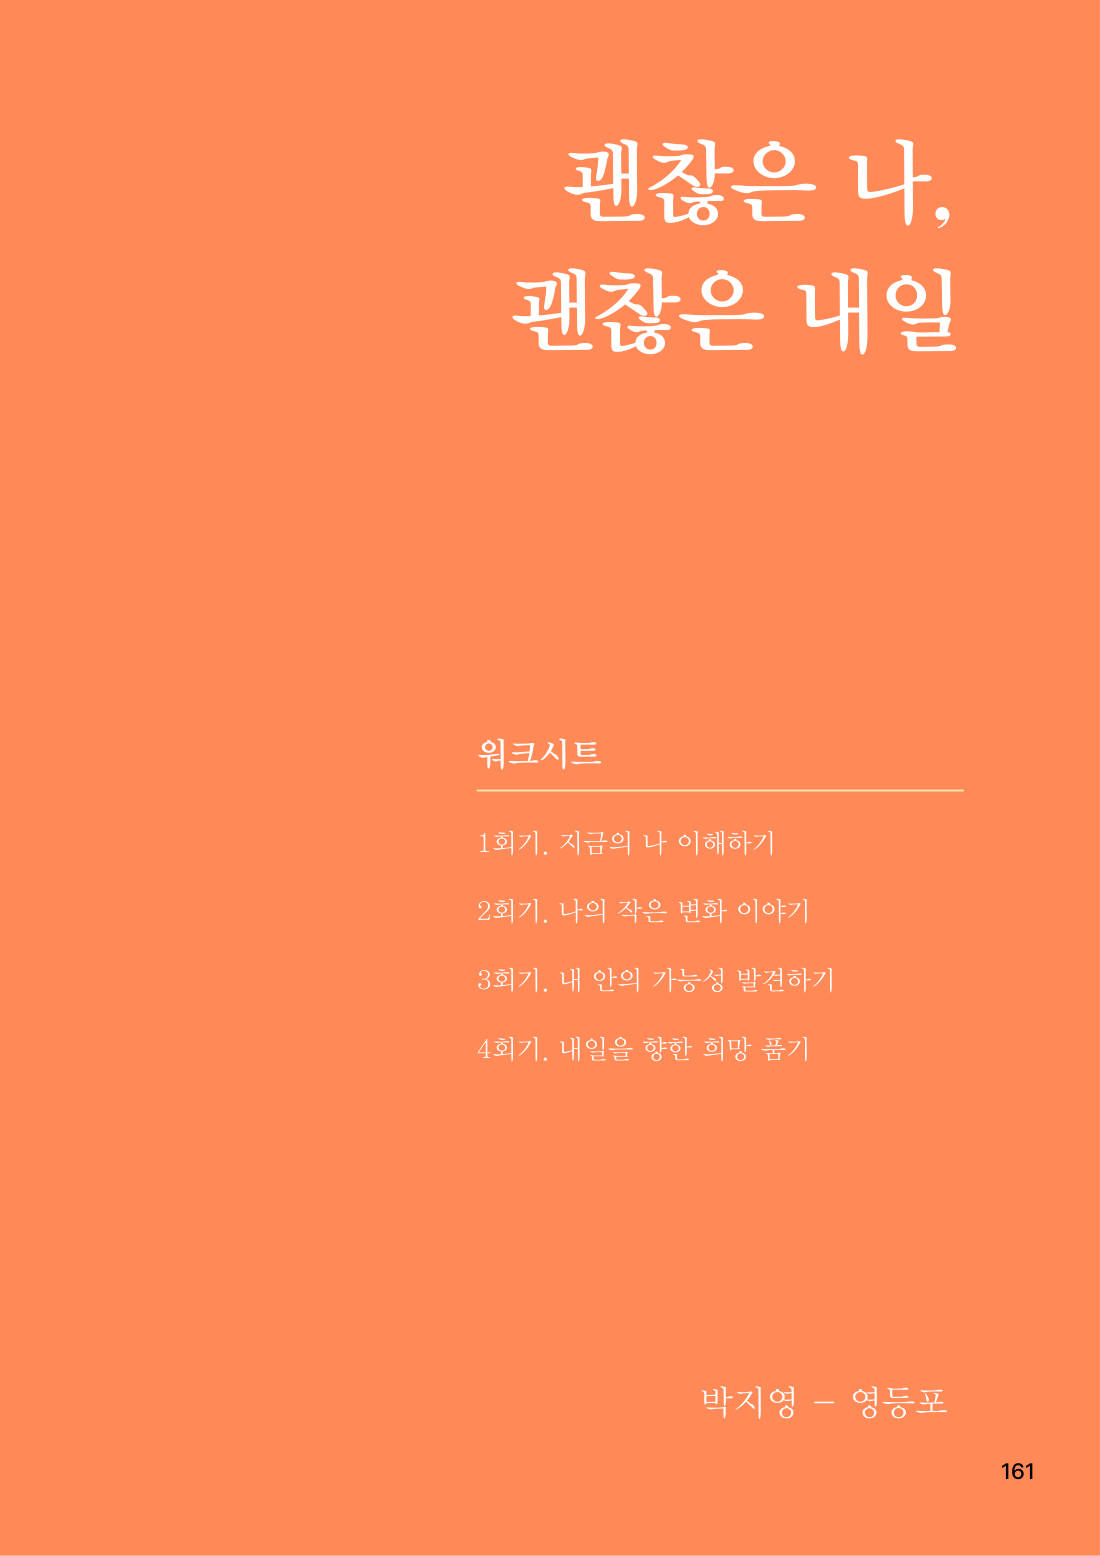 괜찮은 나,
괜찮은 내일
워크시트
1회기. 지금의 나 이해하기
2회기. 나의 작은 변화 이야기
3회기. 내 안의 가능성 발견하기
4회기. 내일을 향한 희망 품기
박지영 – 영등포
161